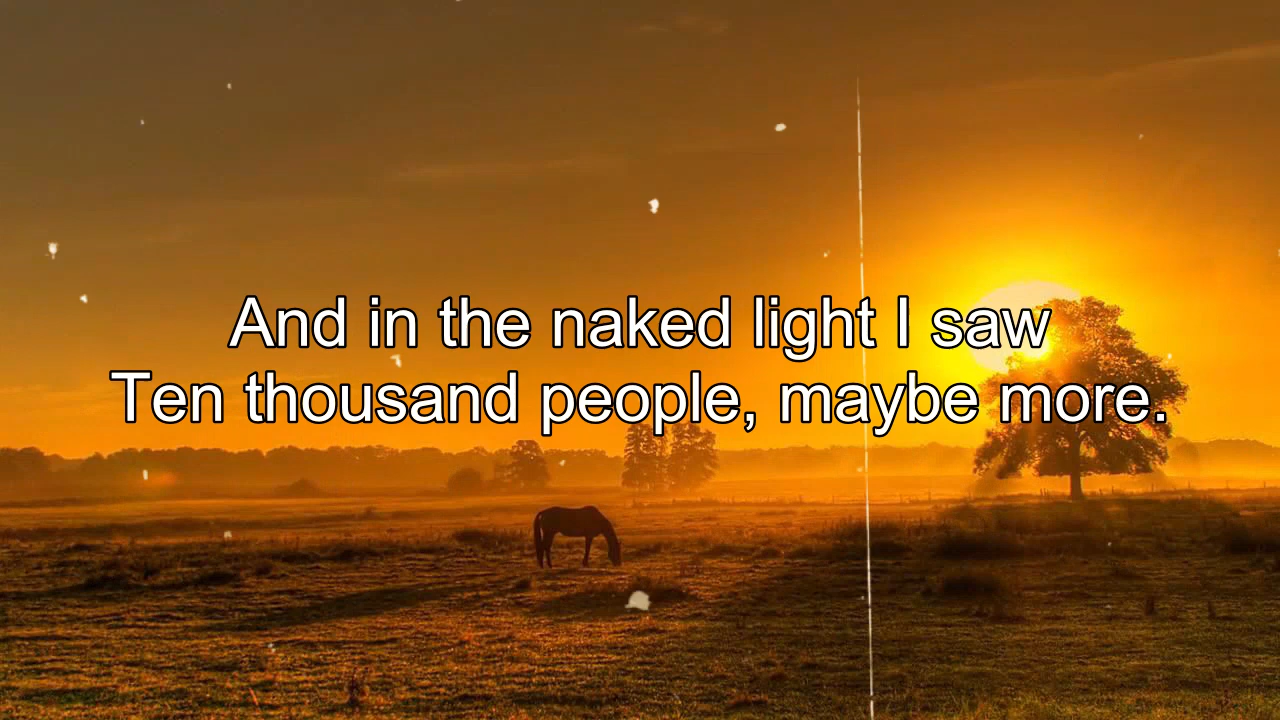 And in the naked light I saw
Ten thousand people, maybe more.